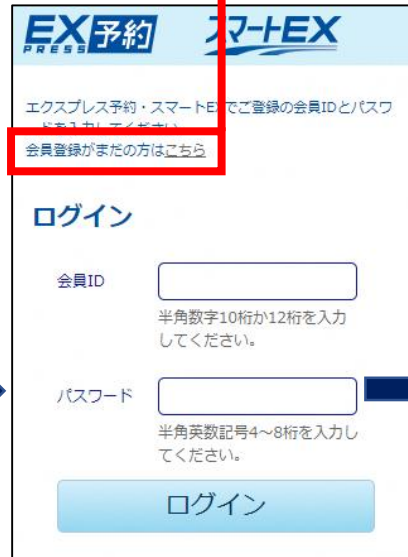 EX予約 スマートEX
PRESS
エクスプレス予約・スマートEXでご登録の会員IDとパスワ
ードを入力してください。
会員登録がまだの方はこちら
ログイン
会員ID
半角数字10桁か12桁を入力
してください。
パスワード
半角英数記号4～8桁を入力し
てください。
ログイン